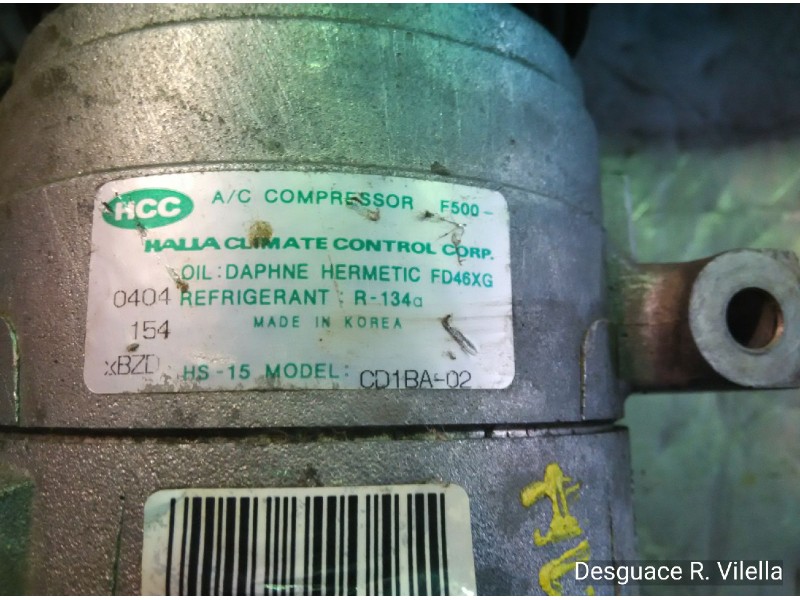 HCC A/C COMPRESSOR F500-
HALLA CLIMATE CONTROL CORP.
OIL: DAPHNE HERMETIC FD46XG
0404 REFRIGERANT : R-134a
154 MADE IN KOREA
xBZD HS-15 MODEL: CD1BA-02
Desguace R. Vilella